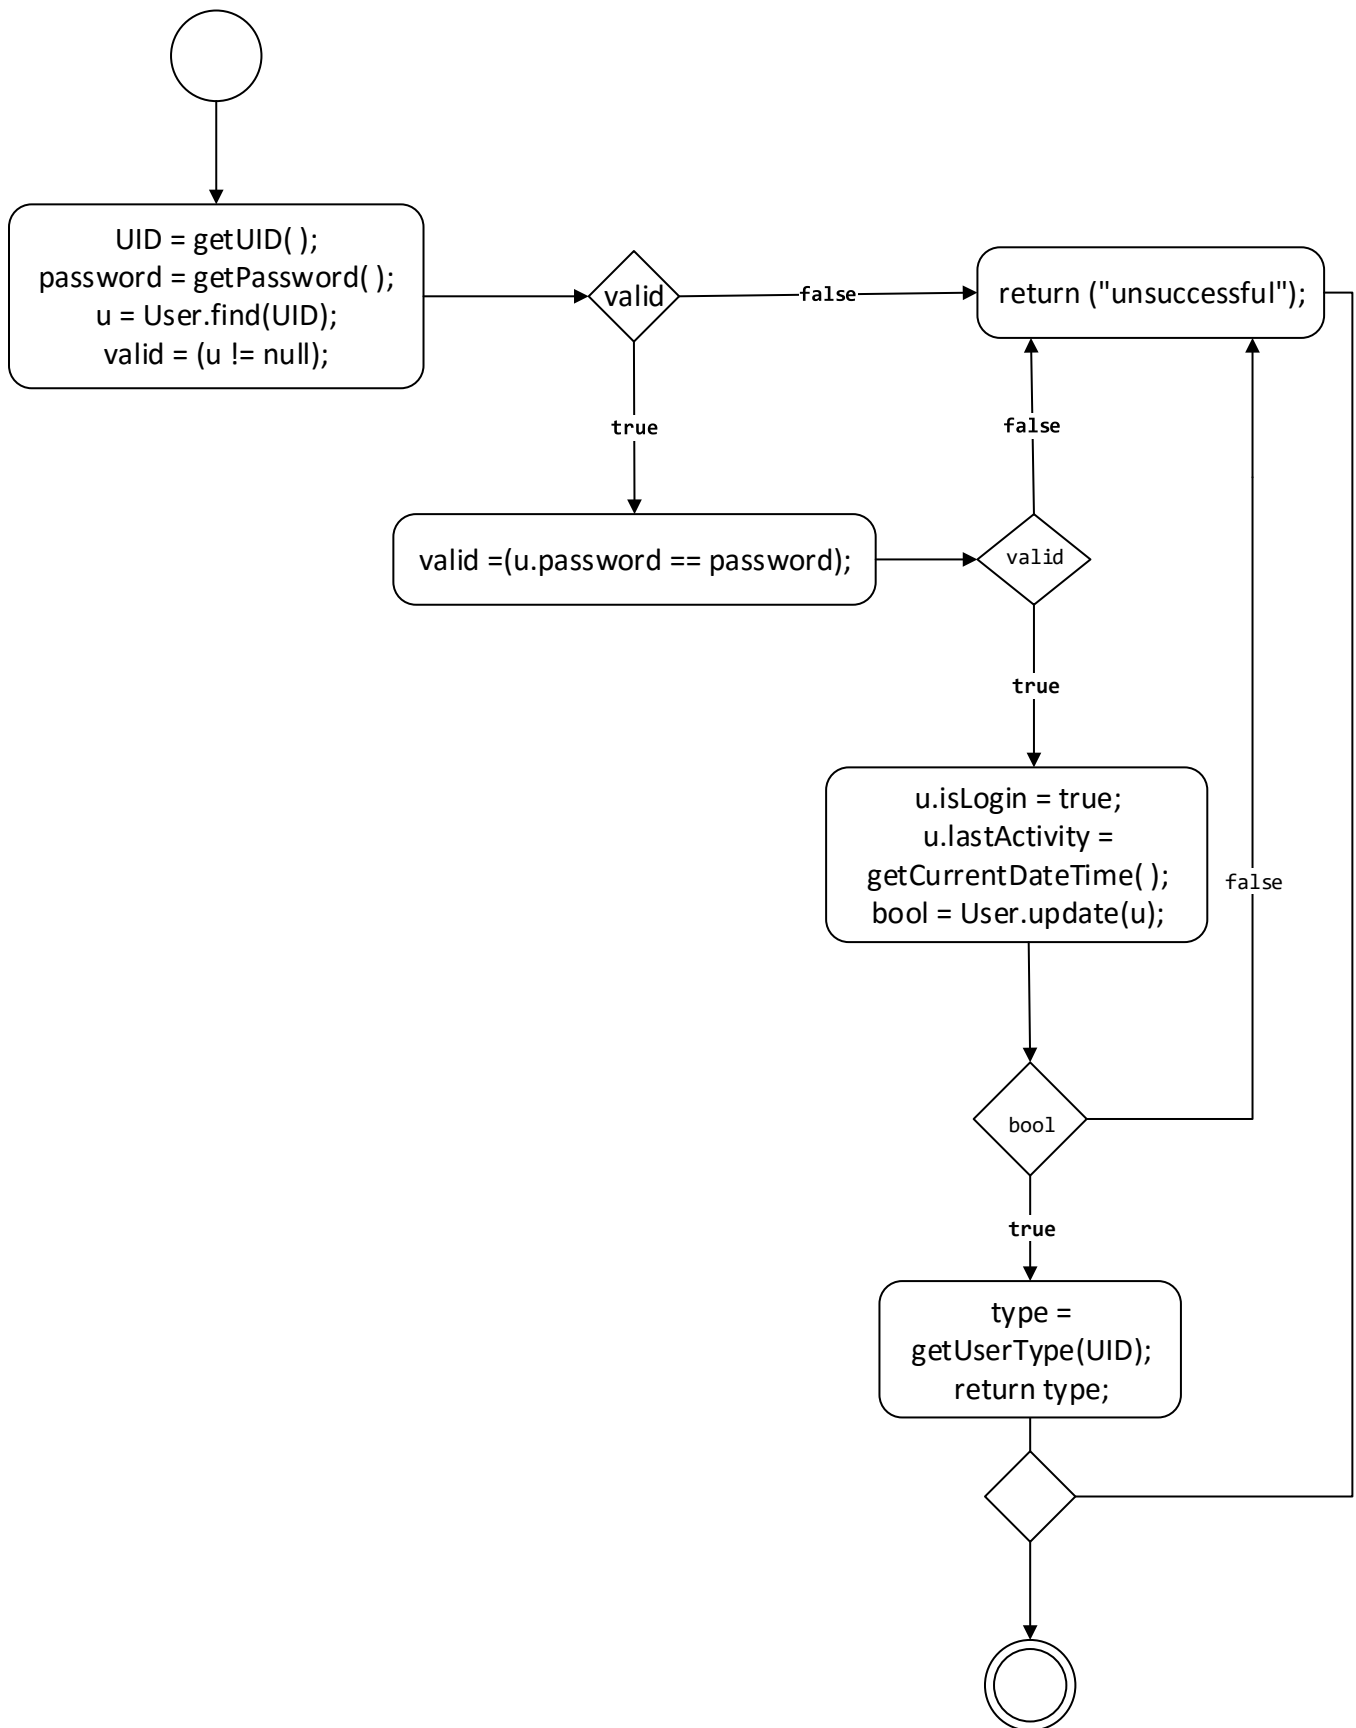 UID = getUID( );
password = getPassword( );
u = User.find(UID);
valid = (u != null);
valid
false
return ("unsuccessful");
true
false
valid =(u.password == password);
valid
true
u.isLogin = true;
u.lastActivity =
getCurrentDateTime( );
bool = User.update(u);
false
bool
true
type =
getUserType(UID);
return type;